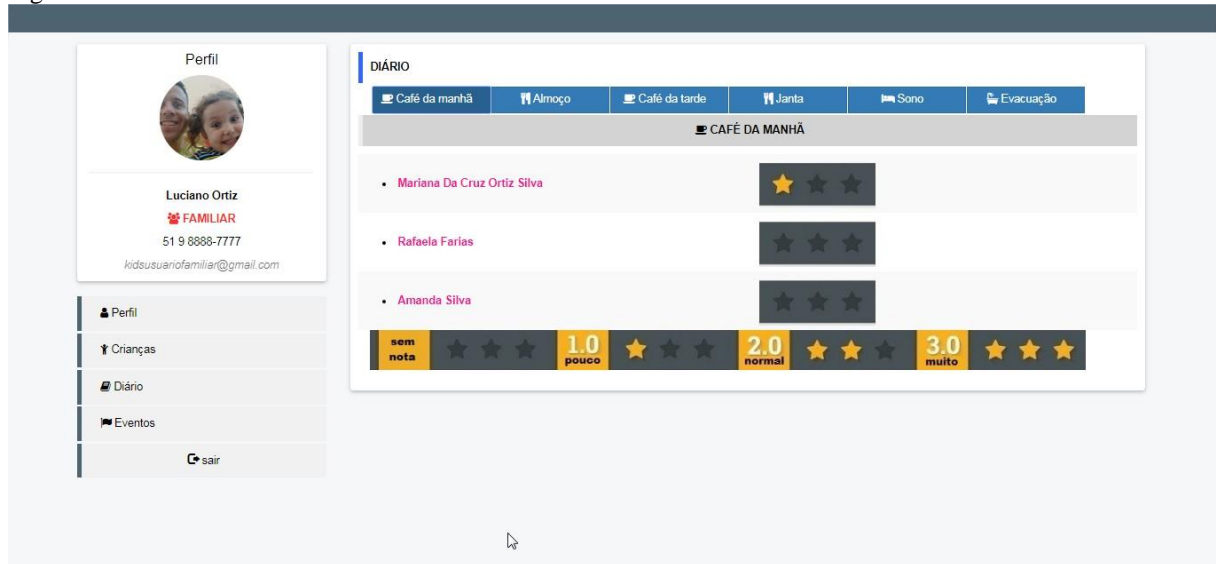 Perfil
Luciano Ortiz
FAMILIAR
51 9 8888-7777
kidsusuariofamiliar@gmail.com
Perfil
Crianças
Diário
Eventos
sair
DIÁRIO
Café da manhã Almoço Café da tarde Janta Sono Evacuação
CAFÉ DA MANHÃ
Mariana Da Cruz Ortiz Silva
Rafaela Farias
Amanda Silva
sem nota 1.0 pouco 2.0 normal 3.0 muito